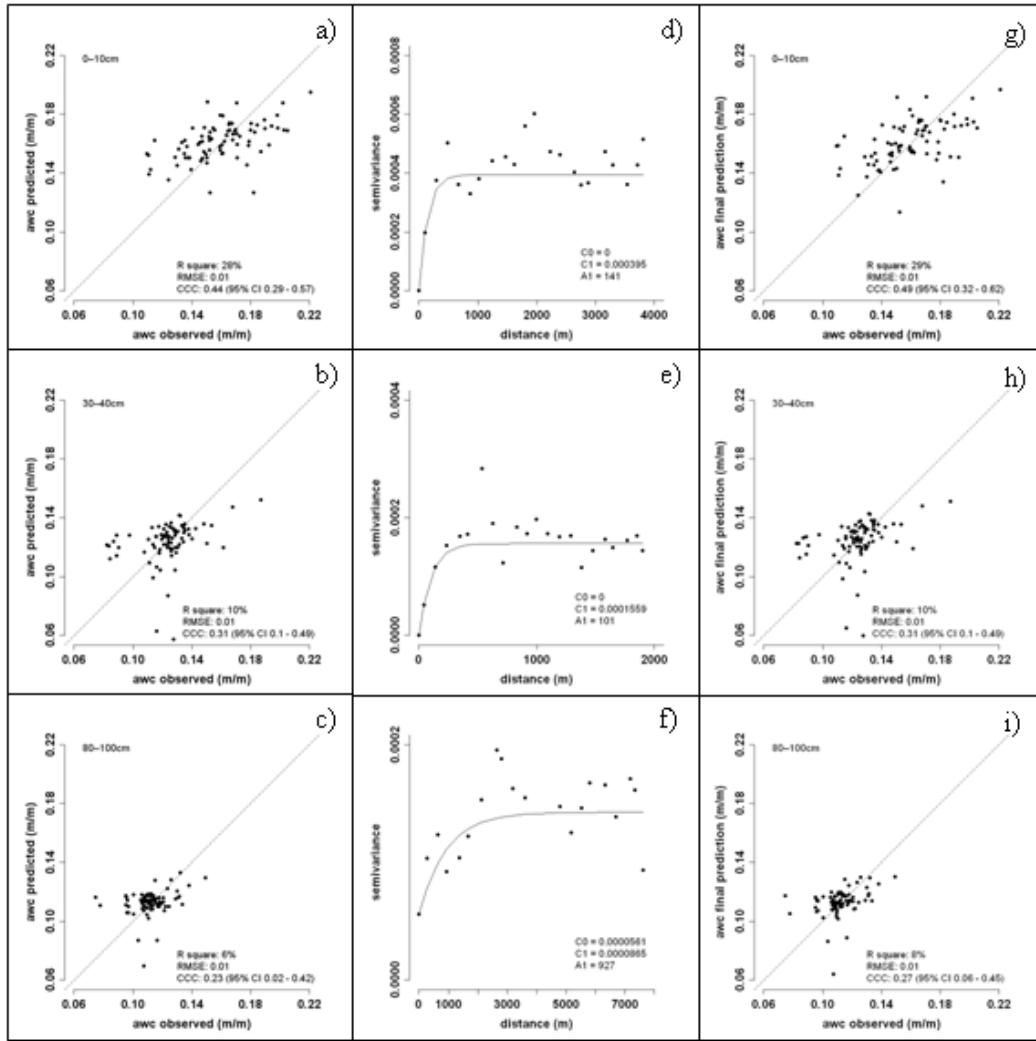 a)
0–10cm
0.22
0.18
0.14
0.10
0.06
awc predicted (m/m)
R square: 28%
RMSE: 0.01
CCC: 0.44 (95% CI 0.29 - 0.57)
0.06 0.10 0.14 0.18 0.22
awc observed (m/m)
d)
0.0008
0.0006
0.0004
0.0002
0.0000
semivariance
C0 = 0
C1 = 0.000395
A1 = 141
0 1000 2000 3000 4000
distance (m)
g)
0–10cm
0.22
0.18
0.14
0.10
0.06
awc final prediction (m/m)
R square: 29%
RMSE: 0.01
CCC: 0.49 (95% CI 0.32 - 0.62)
0.06 0.10 0.14 0.18 0.22
awc observed (m/m)
b)
30–40cm
0.22
0.18
0.14
0.10
0.06
awc predicted (m/m)
R square: 10%
RMSE: 0.01
CCC: 0.31 (95% CI 0.1 - 0.49)
0.06 0.10 0.14 0.18 0.22
awc observed (m/m)
e)
0.0004
0.0002
0.0000
semivariance
C0 = 0
C1 = 0.0001559
A1 = 101
0 1000 2000
distance (m)
h)
30–40cm
0.22
0.18
0.14
0.10
0.06
awc final prediction (m/m)
R square: 10%
RMSE: 0.01
CCC: 0.31 (95% CI 0.1 - 0.49)
0.06 0.10 0.14 0.18 0.22
awc observed (m/m)
c)
80–100cm
0.22
0.18
0.14
0.10
0.06
awc predicted (m/m)
R square: 6%
RMSE: 0.01
CCC: 0.23 (95% CI 0.02 - 0.42)
0.06 0.10 0.14 0.18 0.22
awc observed (m/m)
f)
0.0002
0.0000
semivariance
C0 = 0.0000561
C1 = 0.0000865
A1 = 927
0 1000 3000 5000 7000
distance (m)
i)
80–100cm
0.22
0.18
0.14
0.10
0.06
awc final prediction (m/m)
R square: 8%
RMSE: 0.01
CCC: 0.27 (95% CI 0.06 - 0.45)
0.06 0.10 0.14 0.18 0.22
awc observed (m/m)